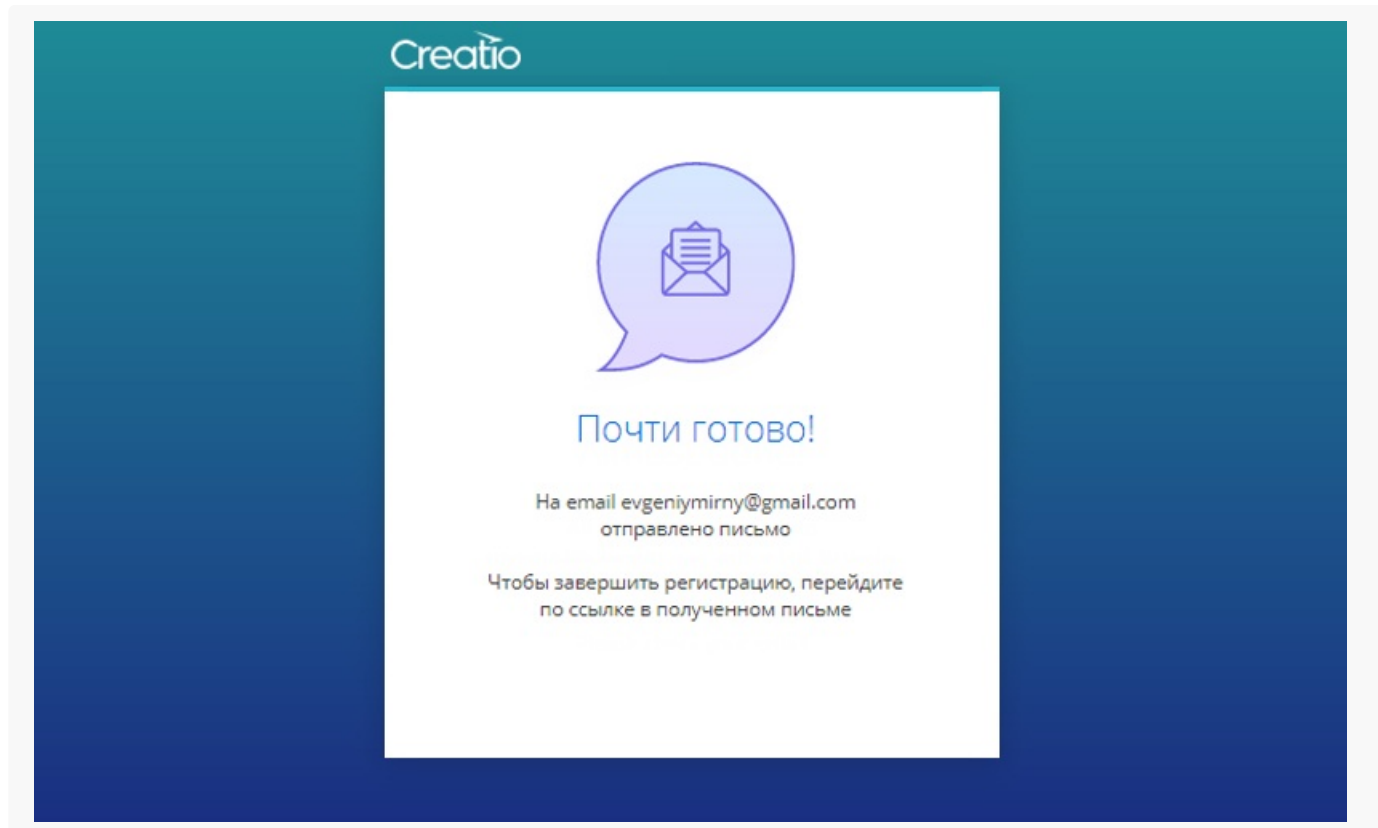 Creatio
Почти готово!
На email evgeniymirny@gmail.com
отправлено письмо
Чтобы завершить регистрацию, перейдите
по ссылке в полученном письме